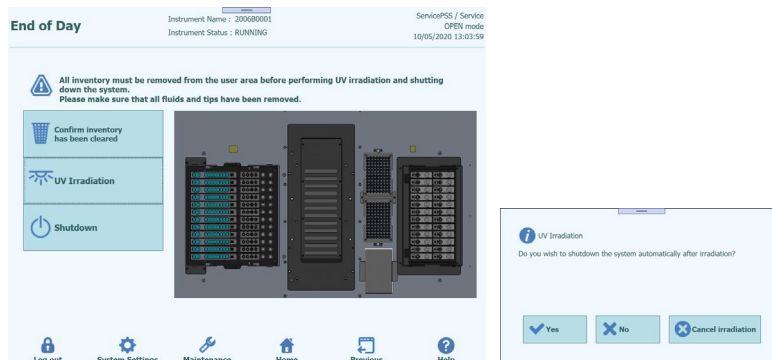 End of Day
Instrument Name : 200680001
Instrument Status : RUNNING
ServicePSS / Service
OPEN mode
10/05/2020 13:03:59
All inventory must be removed from the user area before performing UV irradiation and shutting
down the system.
Please make sure that all fluids and tips have been removed.
Confirm inventory
has been cleared
UV Irradiation
Shutdown
UV Irradiation
Do you wish to shutdown the system automatically after irradiation?
Yes
No
Cancel irradiation
Log out
System Settings
Maintenance
Home
Previous
Help